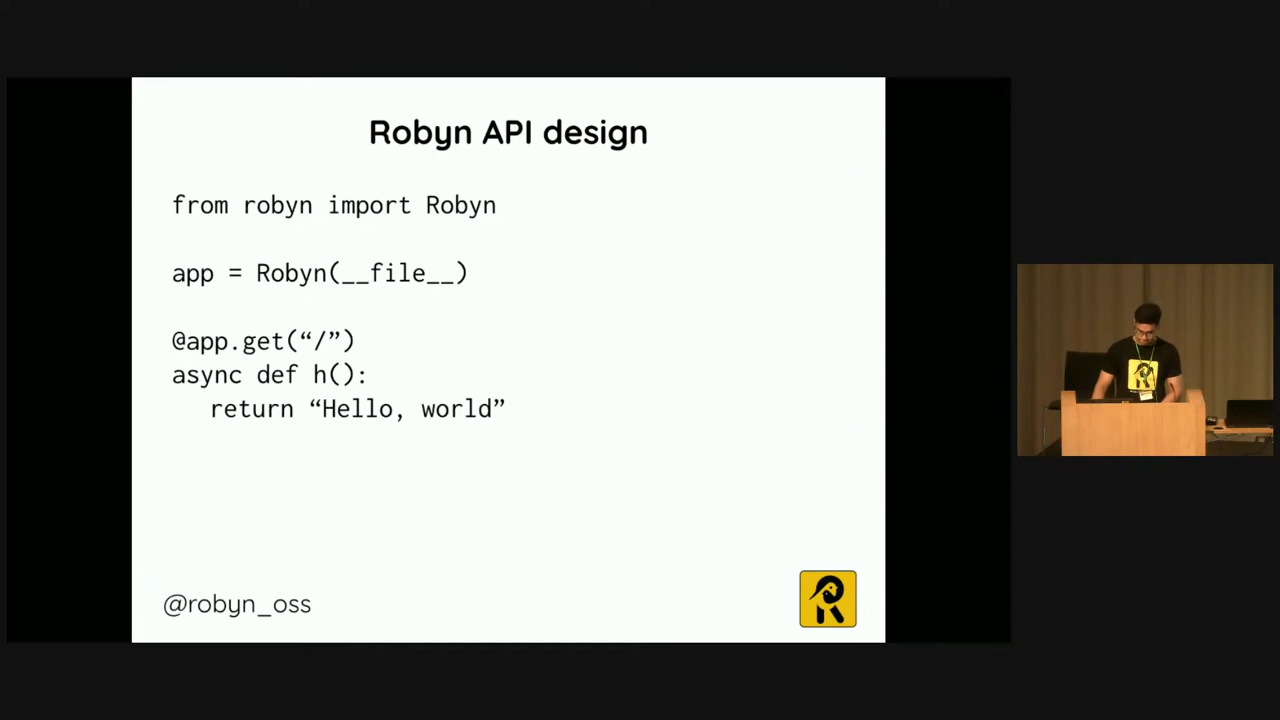 Robyn API design
from robyn import Robyn
app = Robyn(__file__)
@app.get(“/”)
async def h():
return “Hello, world”
@robyn_oss